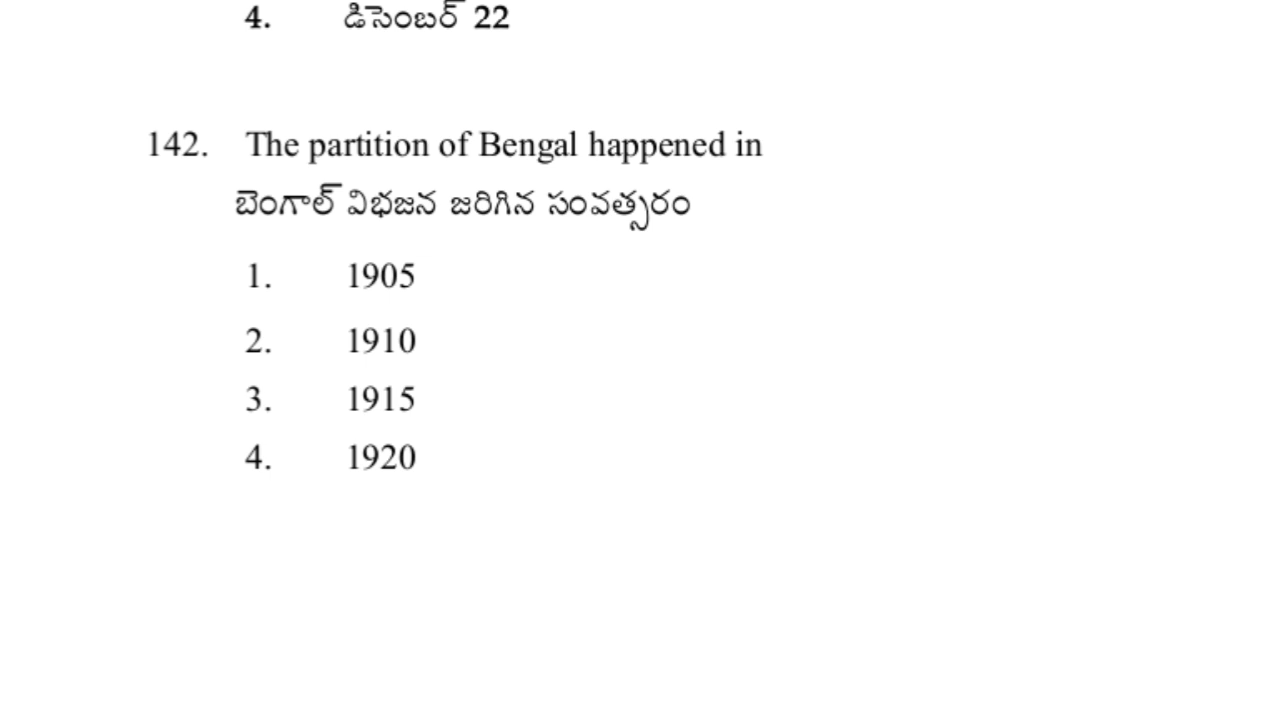 4. డిసెంబర్ 22
142. The partition of Bengal happened in
బెంగాల్ విభజన జరిగిన సంవత్సరం
1. 1905
2. 1910
3. 1915
4. 1920